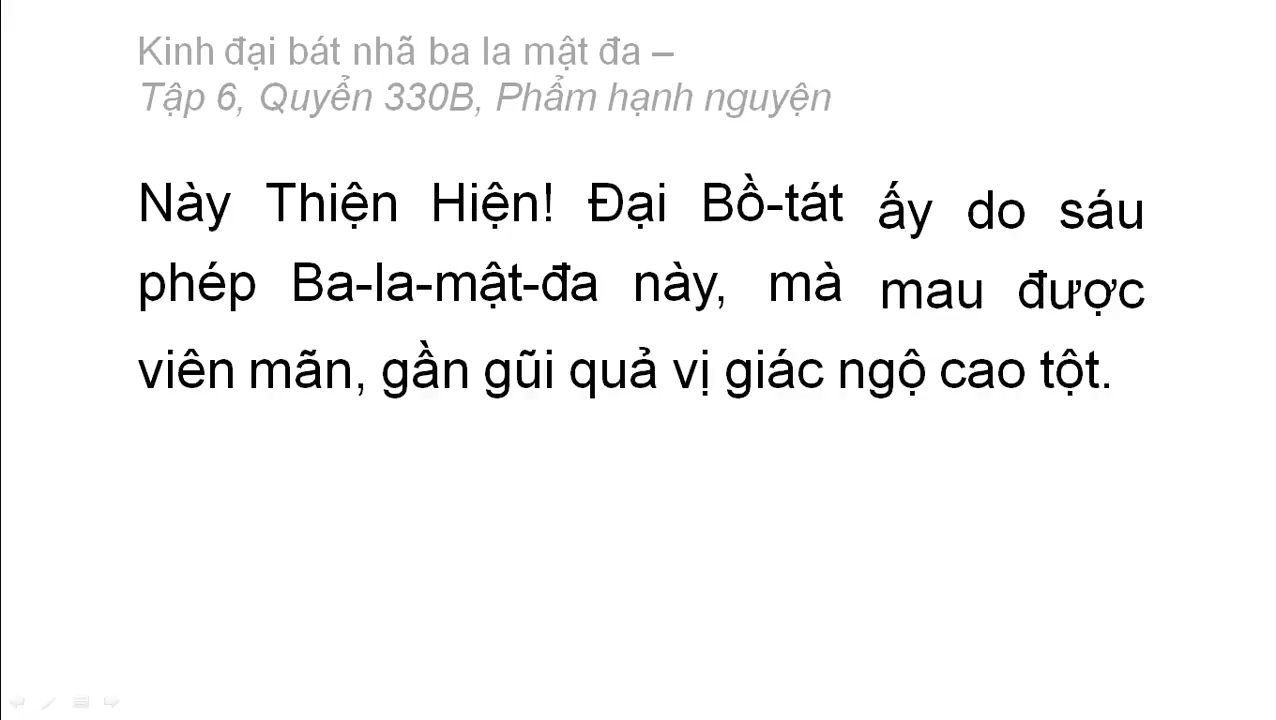 Kinh đại bát nhã ba la mật đa –
Tập 6, Quyển 330B, Phẩm hạnh nguyện
Này Thiện Hiện! Đại Bồ-tát ấy do sáu
phép Ba-la-mật-đa này, mà mau được
viên mãn, gần gũi quả vị giác ngộ cao tột.